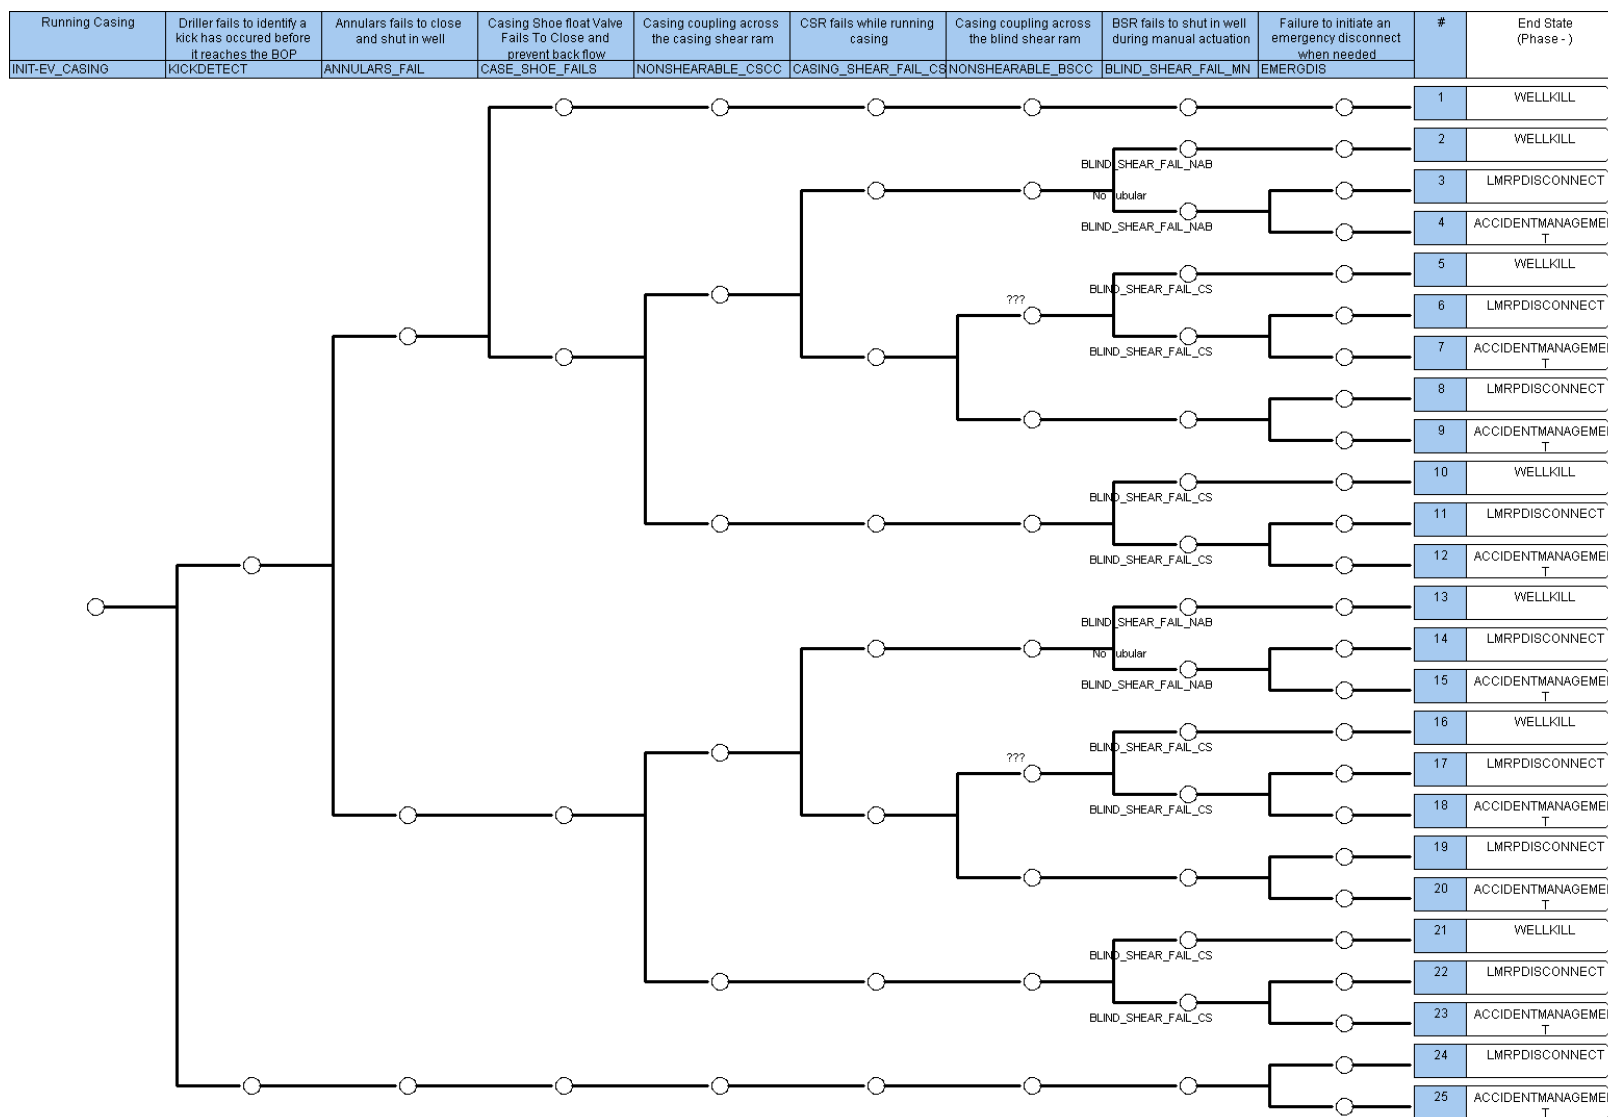 Running Casing
Driller fails to identify a
kick has occured before
it reaches the BOP
Annulars fails to close
and shut in well
Casing Shoe float Valve
Fails To Close and
prevent back flow
Casing coupling across
the casing shear ram
CSR fails while running
casing
Casing coupling across
the blind shear ram
BSR fails to shut in well
during manual actuation
Failure to initiate an
emergency disconnect
when needed
#
End State
(Phase - )
INIT-EV_CASING
KICKDETECT
ANNULARS_FAIL
CASE_SHOE_FAILS
NONSHEARABLE_CSCC
CASING_SHEAR_FAIL_CS
NONSHEARABLE_BSCC
BLIND_SHEAR_FAIL_MN
EMERGDIS
1
WELLKILL
2
WELLKILL
BLIND_SHEAR_FAIL_NAB
3
LMRPDISCONNECT
No ubular
4
ACCIDENTMANAGEME
T
BLIND_SHEAR_FAIL_NAB
5
WELLKILL
BLIND_SHEAR_FAIL_CS
???
6
LMRPDISCONNECT
7
ACCIDENTMANAGEME
T
BLIND_SHEAR_FAIL_CS
8
LMRPDISCONNECT
9
ACCIDENTMANAGEME
T
10
WELLKILL
BLIND_SHEAR_FAIL_CS
11
LMRPDISCONNECT
12
ACCIDENTMANAGEME
T
BLIND_SHEAR_FAIL_CS
13
WELLKILL
BLIND_SHEAR_FAIL_NAB
14
LMRPDISCONNECT
No ubular
15
ACCIDENTMANAGEME
T
BLIND_SHEAR_FAIL_NAB
16
WELLKILL
BLIND_SHEAR_FAIL_CS
???
17
LMRPDISCONNECT
18
ACCIDENTMANAGEME
T
BLIND_SHEAR_FAIL_CS
19
LMRPDISCONNECT
20
ACCIDENTMANAGEME
T
21
WELLKILL
BLIND_SHEAR_FAIL_CS
22
LMRPDISCONNECT
23
ACCIDENTMANAGEME
T
BLIND_SHEAR_FAIL_CS
24
LMRPDISCONNECT
25
ACCIDENTMANAGEME
T